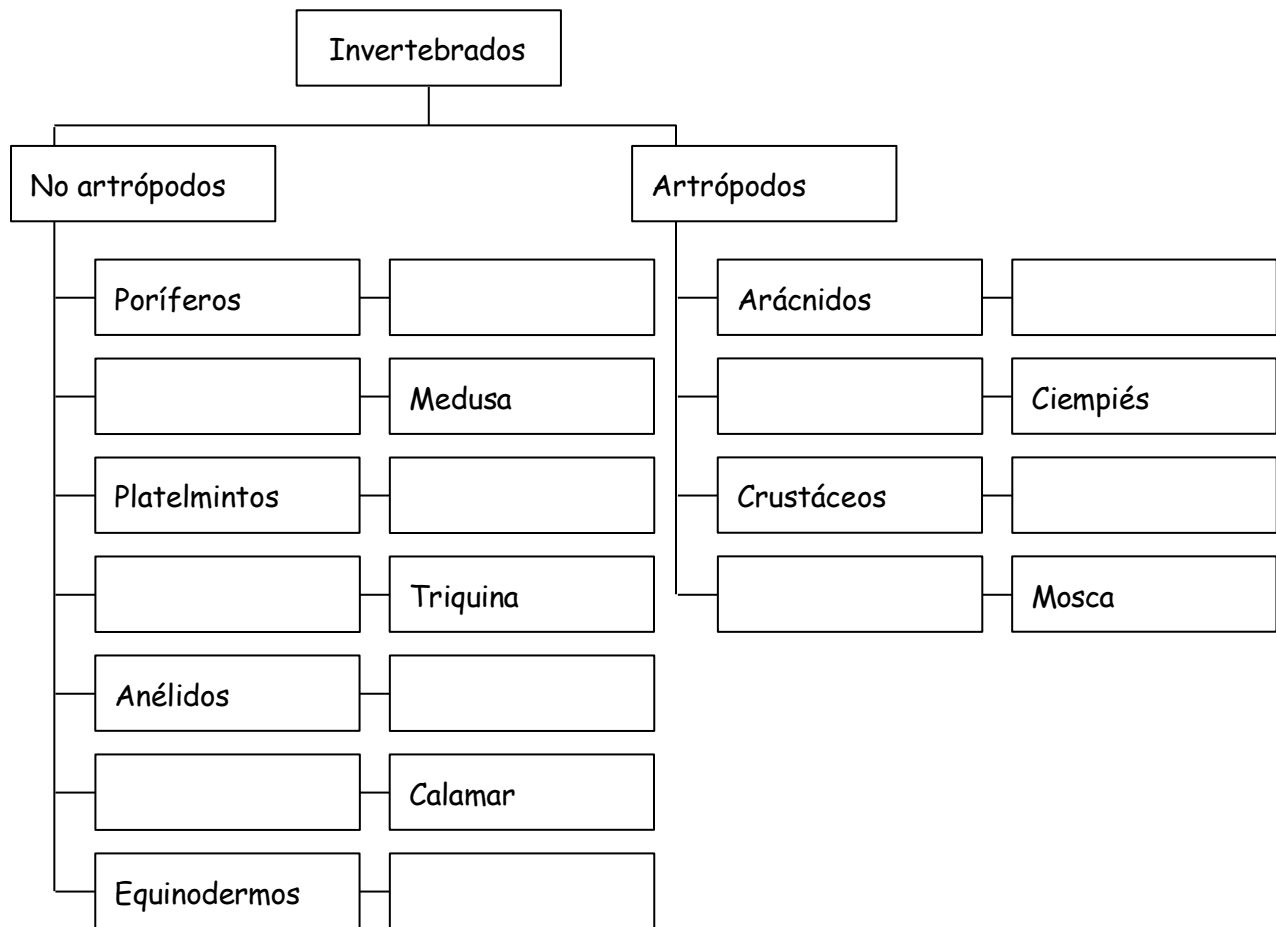 Invertebrados
No artrópodos
Artrópodos
Poríferos
Arácnidos
Medusa
Ciempiés
Platelmintos
Crustáceos
Triquina
Mosca
Anélidos
Calamar
Equinodermos